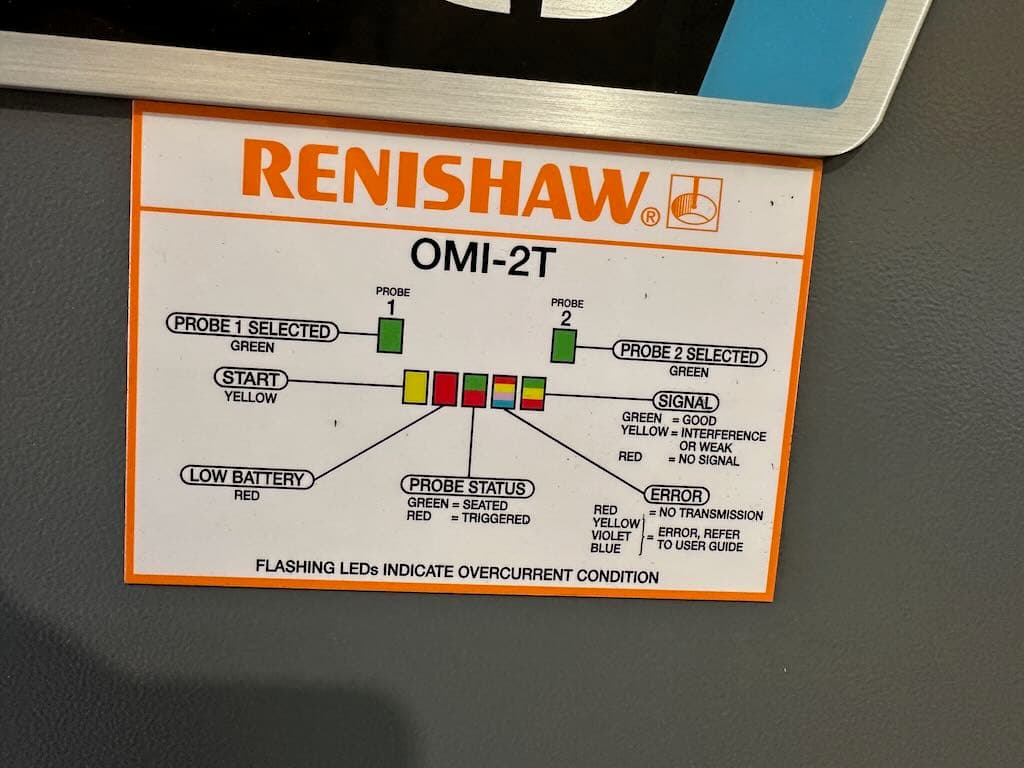 RENISHAW®
OMI-2T
PROBE
1
PROBE
2
PROBE 1 SELECTED
GREEN
PROBE 2 SELECTED
GREEN
START
YELLOW
SIGNAL
GREEN = GOOD
YELLOW = INTERFERENCE
OR WEAK
RED = NO SIGNAL
LOW BATTERY
RED
PROBE STATUS
GREEN = SEATED
RED = TRIGGERED
ERROR
RED = NO TRANSMISSION
YELLOW
VIOLET = ERROR, REFER
BLUE TO USER GUIDE
FLASHING LEDs INDICATE OVERCURRENT CONDITION